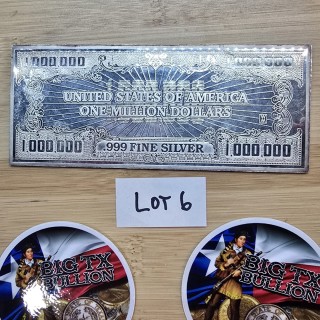 1 000 000
000 000
UNITED STATES OF AMERICA
ONE MILLION DOLLARS
1 000 000
.999 FINE SILVER
1 000 000
LOT 6
BIG TX
BULLION
BIG TX
BULLION